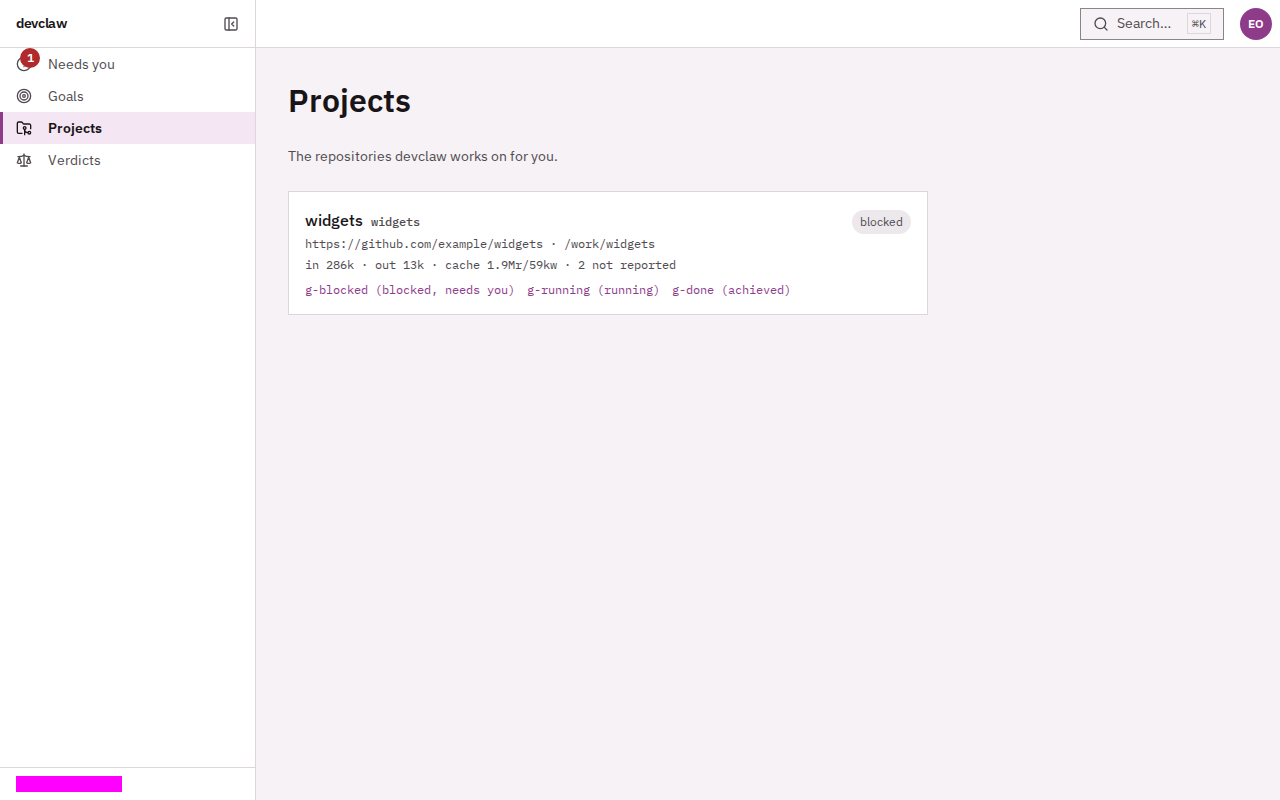 devclaw
Search... ⌘K EO
1 Needs you
Goals
Projects
Verdicts
Projects
The repositories devclaw works on for you.
widgets widgets blocked
https://github.com/example/widgets · /work/widgets
in 286k · out 13k · cache 1.9Mr/59kw · 2 not reported
g-blocked (blocked, needs you) g-running (running) g-done (achieved)